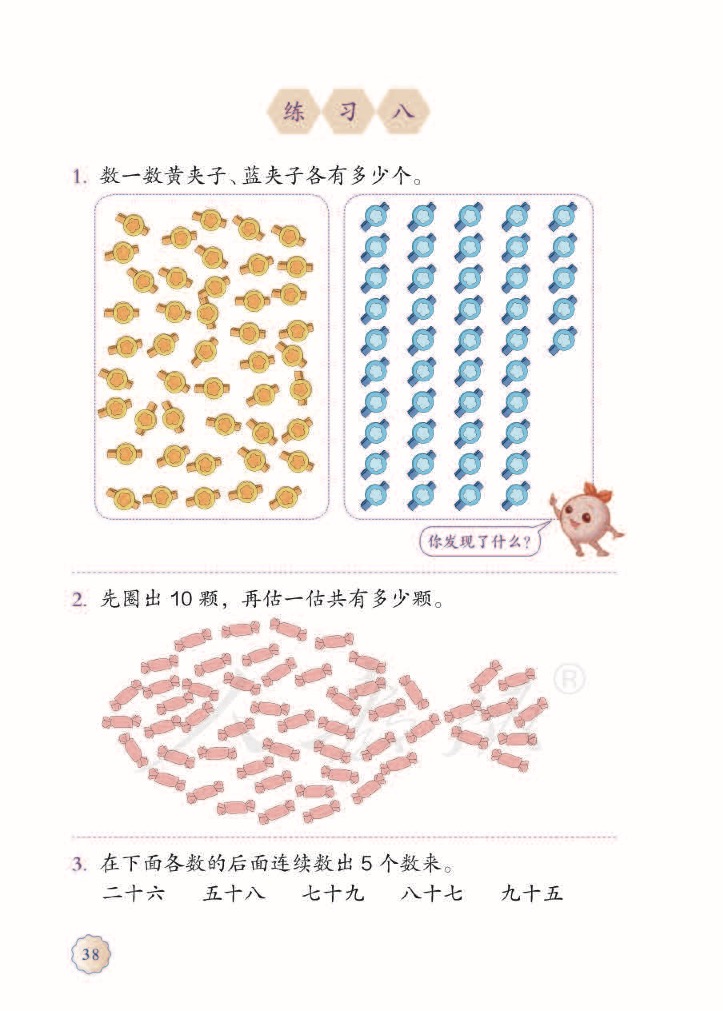 练习八
1. 数一数黄夹子、蓝夹子各有多少个。
你发现了什么?
2. 先圈出 10 颗，再估一估共有多少颗。
®
3. 在下面各数的后面连续数出 5 个数来。
二十六 五十八 七十九 八十七 九十五
38